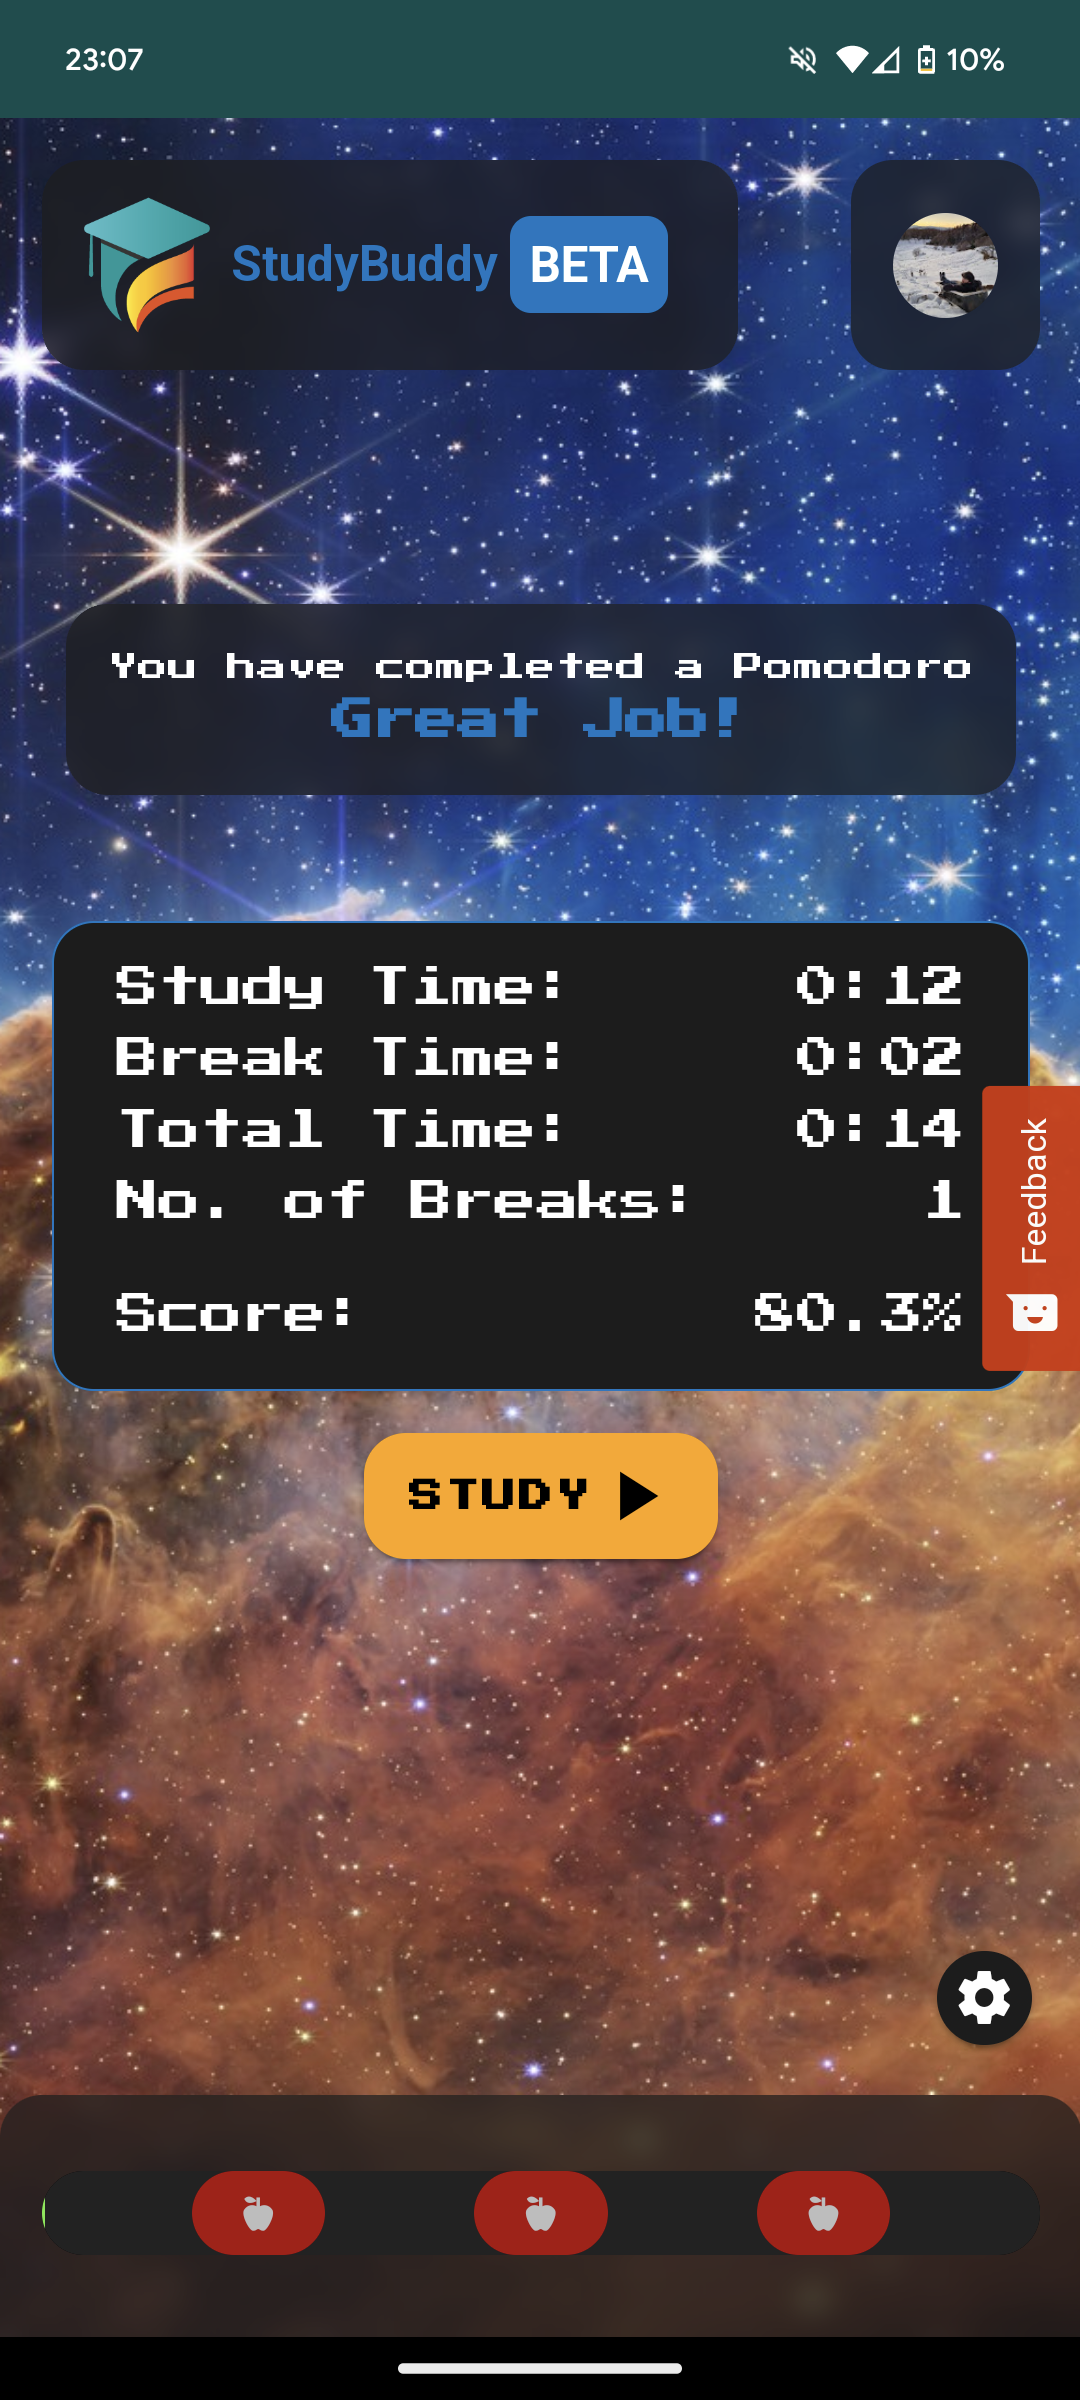 23:07
10%
StudyBuddy BETA
You have completed a Pomodoro
Great Job!
Study Time: 0:12
Break Time: 0:02
Total Time: 0:14
No. of Breaks: 1
Score: 80.3%
Feedback
STUDY